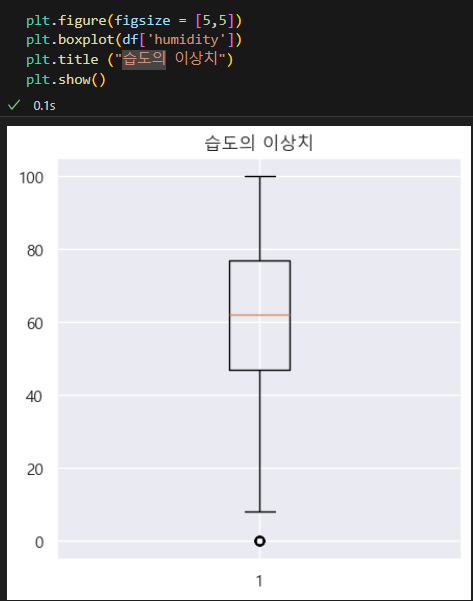 plt.figure(figsize = [5,5])
plt.boxplot(df['humidity'])
plt.title ("습도의 이상치")
plt.show()
0.1s
습도의 이상치
100
80
60
40
20
0
1